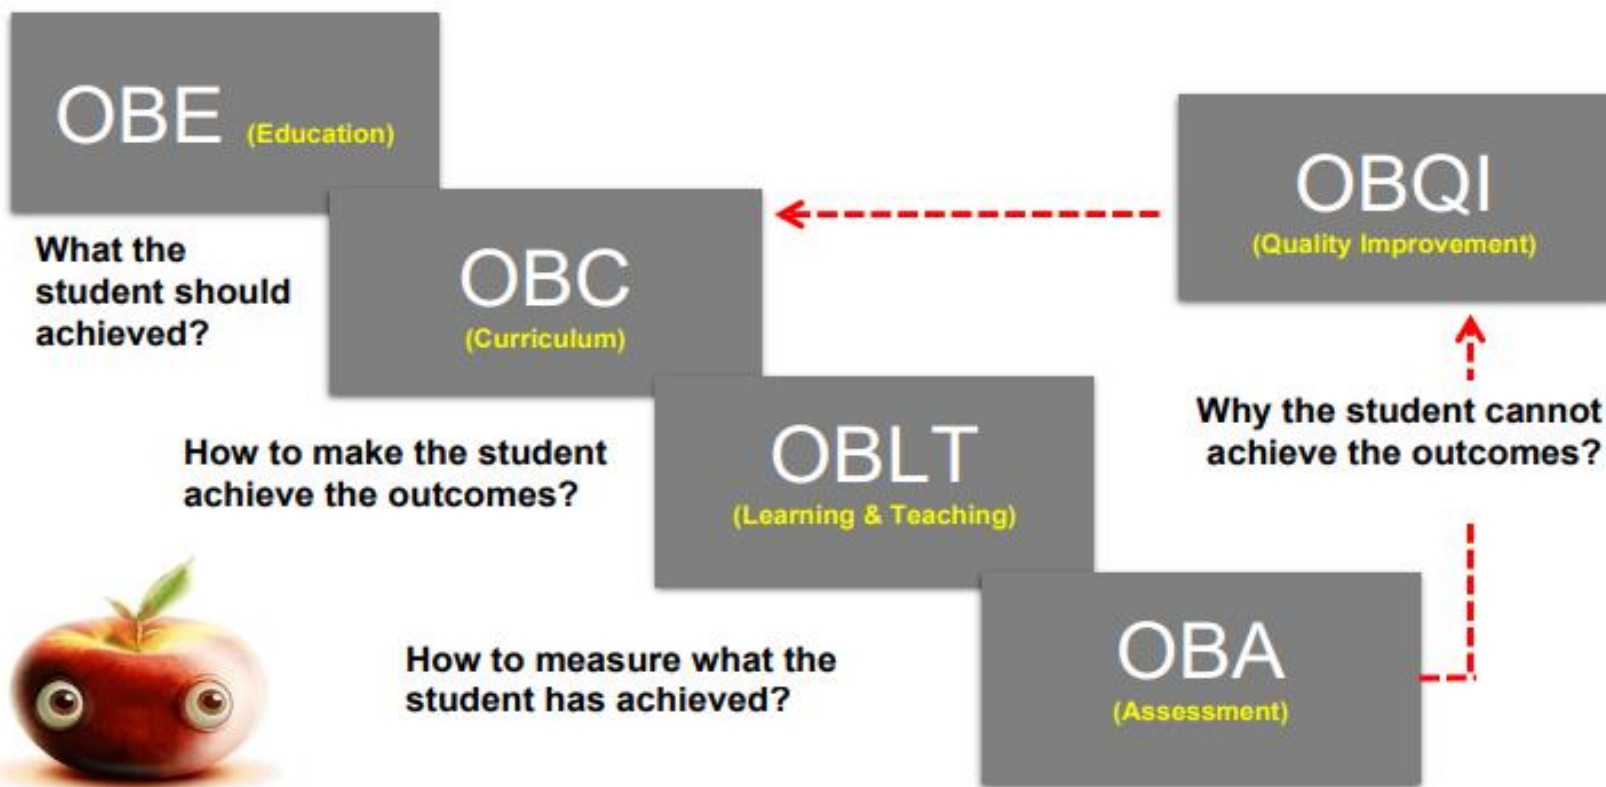 OBE (Education)
What the
student should
achieved?
OBC
(Curriculum)
How to make the student
achieve the outcomes?
OBLT
(Learning & Teaching)
How to measure what the
student has achieved?
OBA
(Assessment)
Why the student cannot
achieve the outcomes?
OBQI
(Quality Improvement)